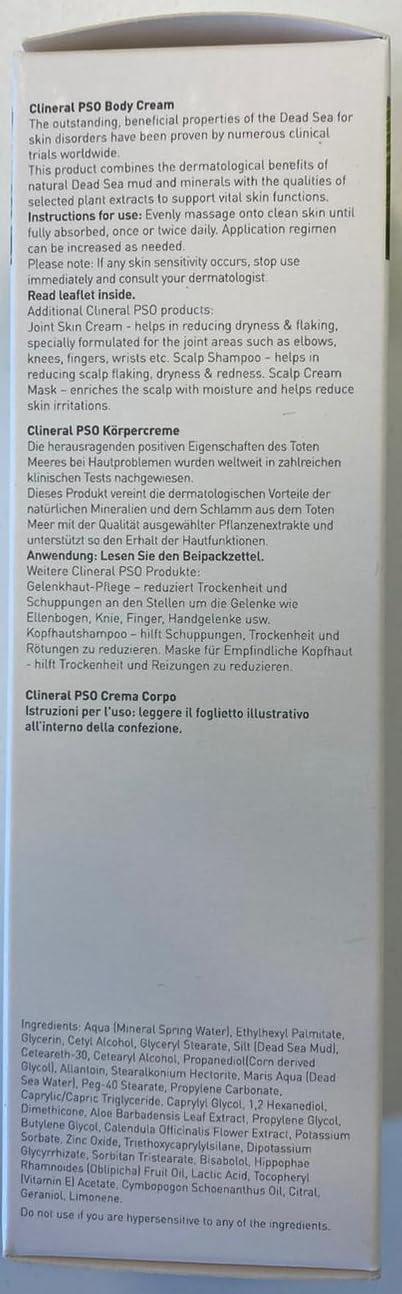 Clineral PSO Body Cream
The outstanding, beneficial properties of the Dead Sea for
skin disorders have been proven by numerous clinical
trials worldwide.
This product combines the dermatological benefits of
natural Dead Sea mud and minerals with the qualities of
selected plant extracts to support vital skin functions.
Instructions for use: Evenly massage onto clean skin until
fully absorbed, once or twice daily. Application regimen
can be increased as needed.
Please note: If any skin sensitivity occurs, stop use
immediately and consult your dermatologist.
Read leaflet inside.
Additional Clineral PSO products:
Joint Skin Cream - helps in reducing dryness & flaking,
specially formulated for the joint areas such as elbows,
knees, fingers, wrists etc. Scalp Shampoo – helps in
reducing scalp flaking, dryness & redness. Scalp Cream
Mask – enriches the scalp with moisture and helps reduce
skin irritations.
Clineral PSO Körpercreme
Die herausragenden positiven Eigenschaften des Toten
Meeres bei Hautproblemen wurden weltweit in zahlreichen
klinischen Tests nachgewiesen.
Dieses Produkt vereint die dermatologischen Vorteile der
natürlichen Mineralien und dem Schlamm aus dem Toten
Meer mit der Qualität ausgewählter Pflanzenextrakte und
unterstützt so den Erhalt der Hautfunktionen.
Anwendung: Lesen Sie den Beipackzettel.
Weitere Clineral PSO Produkte:
Gelenkhaut-Pflege – reduziert Trockenheit und
Schuppungen an den Stellen um die Gelenke wie
Ellenbogen, Knie, Finger, Handgelenke usw.
Kopfhautshampoo – hilft Schuppungen, Trockenheit und
Rötungen zu reduzieren. Maske für Empfindliche Kopfhaut
- hilft Trockenheit und Reizungen zu reduzieren.
Clineral PSO Crema Corpo
Istruzioni per l'uso: leggere il foglietto illustrativo
all'interno della confezione.
Ingredients: Aqua (Mineral Spring Water), Ethylhexyl Palmitate,
Glycerin, Cetyl Alcohol, Glyceryl Stearate, Silt (Dead Sea Mud),
Ceteareth-30, Cetearyl Alcohol, Propanediol(Corn derived
Glycol), Allantoin, Stearalkonium Hectorite, Maris Aqua (Dead
Sea Water), Peg-40 Stearate, Propylene Carbonate,
Caprylic/Capric Triglyceride, Caprylyl Glycol, 1,2 Hexanediol,
Dimethicone, Aloe Barbadensis Leaf Extract, Propylene Glycol,
Butylene Glycol, Calendula Officinalis Flower Extract, Potassium
Sorbate, Zinc Oxide, Triethoxycaprylylsilane, Dipotassium
Glycyrrhizate, Sorbitan Tristearate, Bisabolol, Hippophae
Rhamnoides (Oblipicha) Fruit Oil, Lactic Acid, Tocopheryl
(Vitamin E) Acetate, Cymbopogon Schoenanthus Oil, Citral,
Geraniol, Limonene.
Do not use if you are hypersensitive to any of the ingredients.